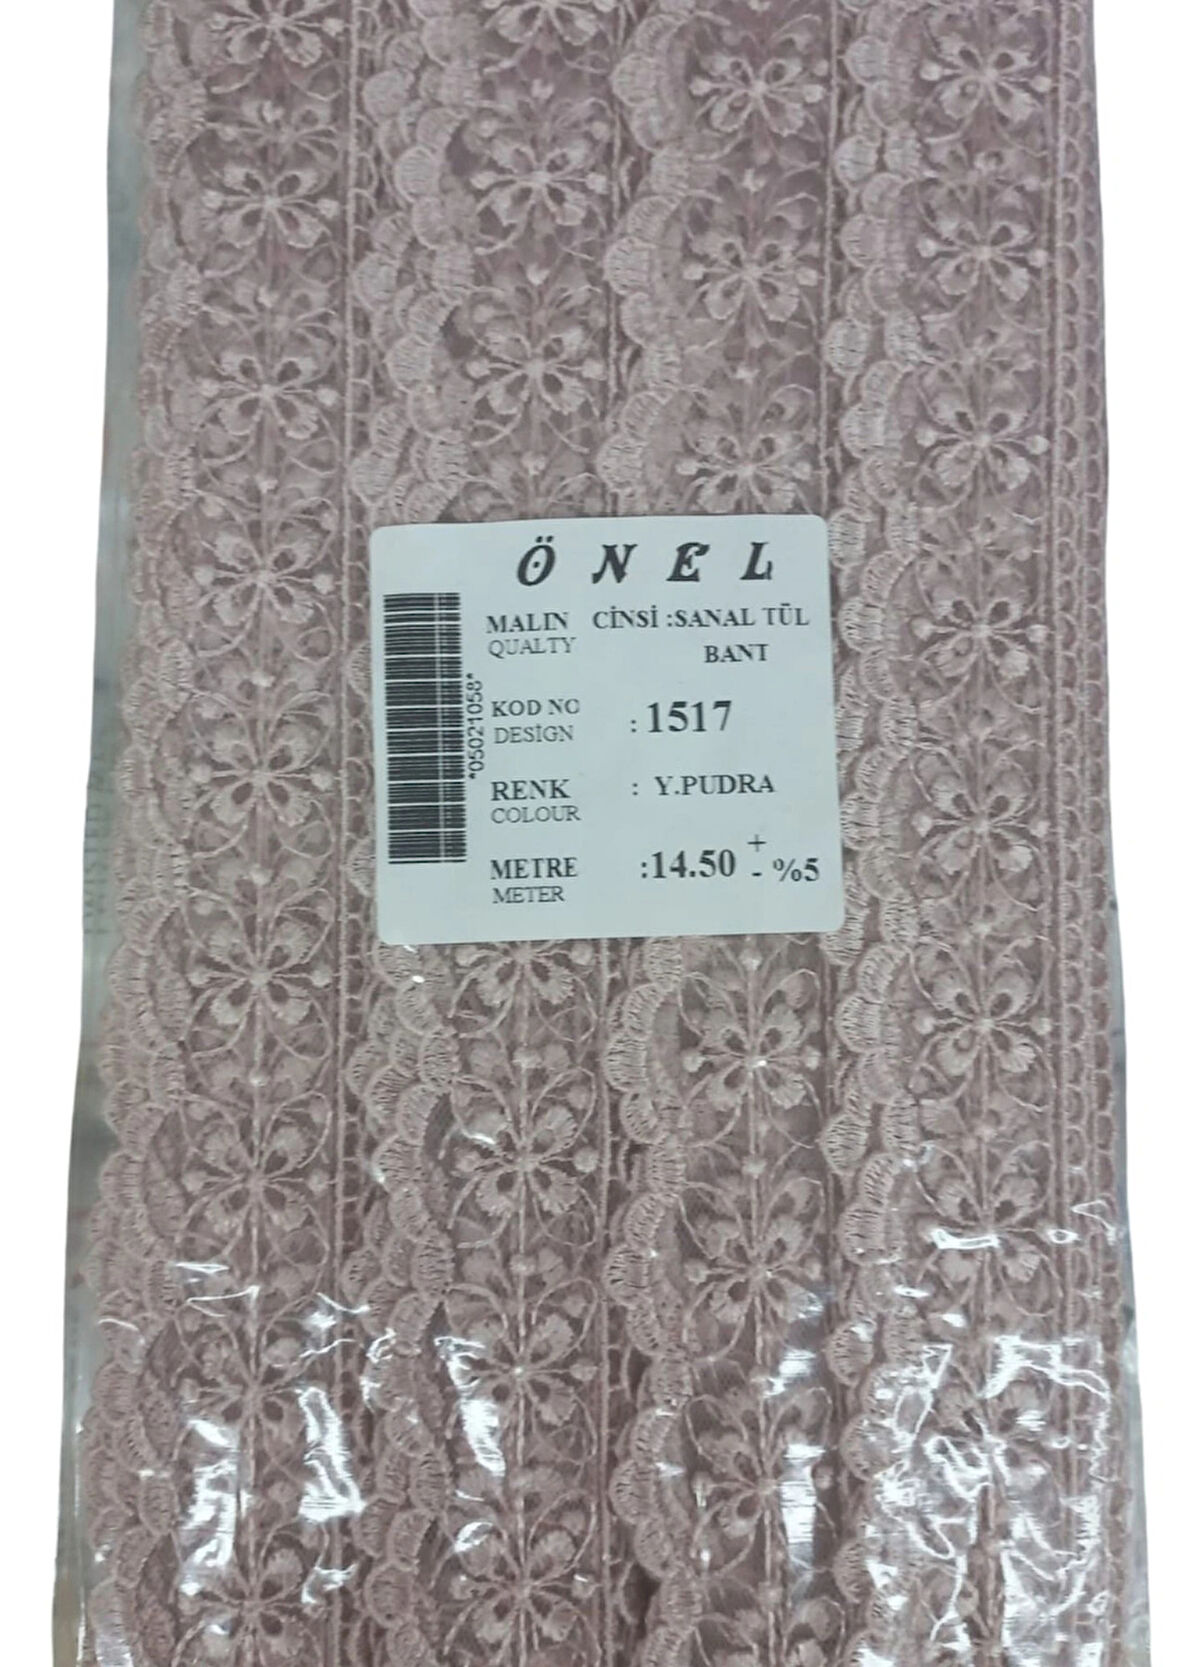 ÖNEL
MALIN CİNSİ :SANAL TÜL
QUALTY BANT
*05021058*
KOD NO
DESİGN : 1517
RENK : Y.PUDRA
COLOUR
METRE :14.50 +- %5
METER